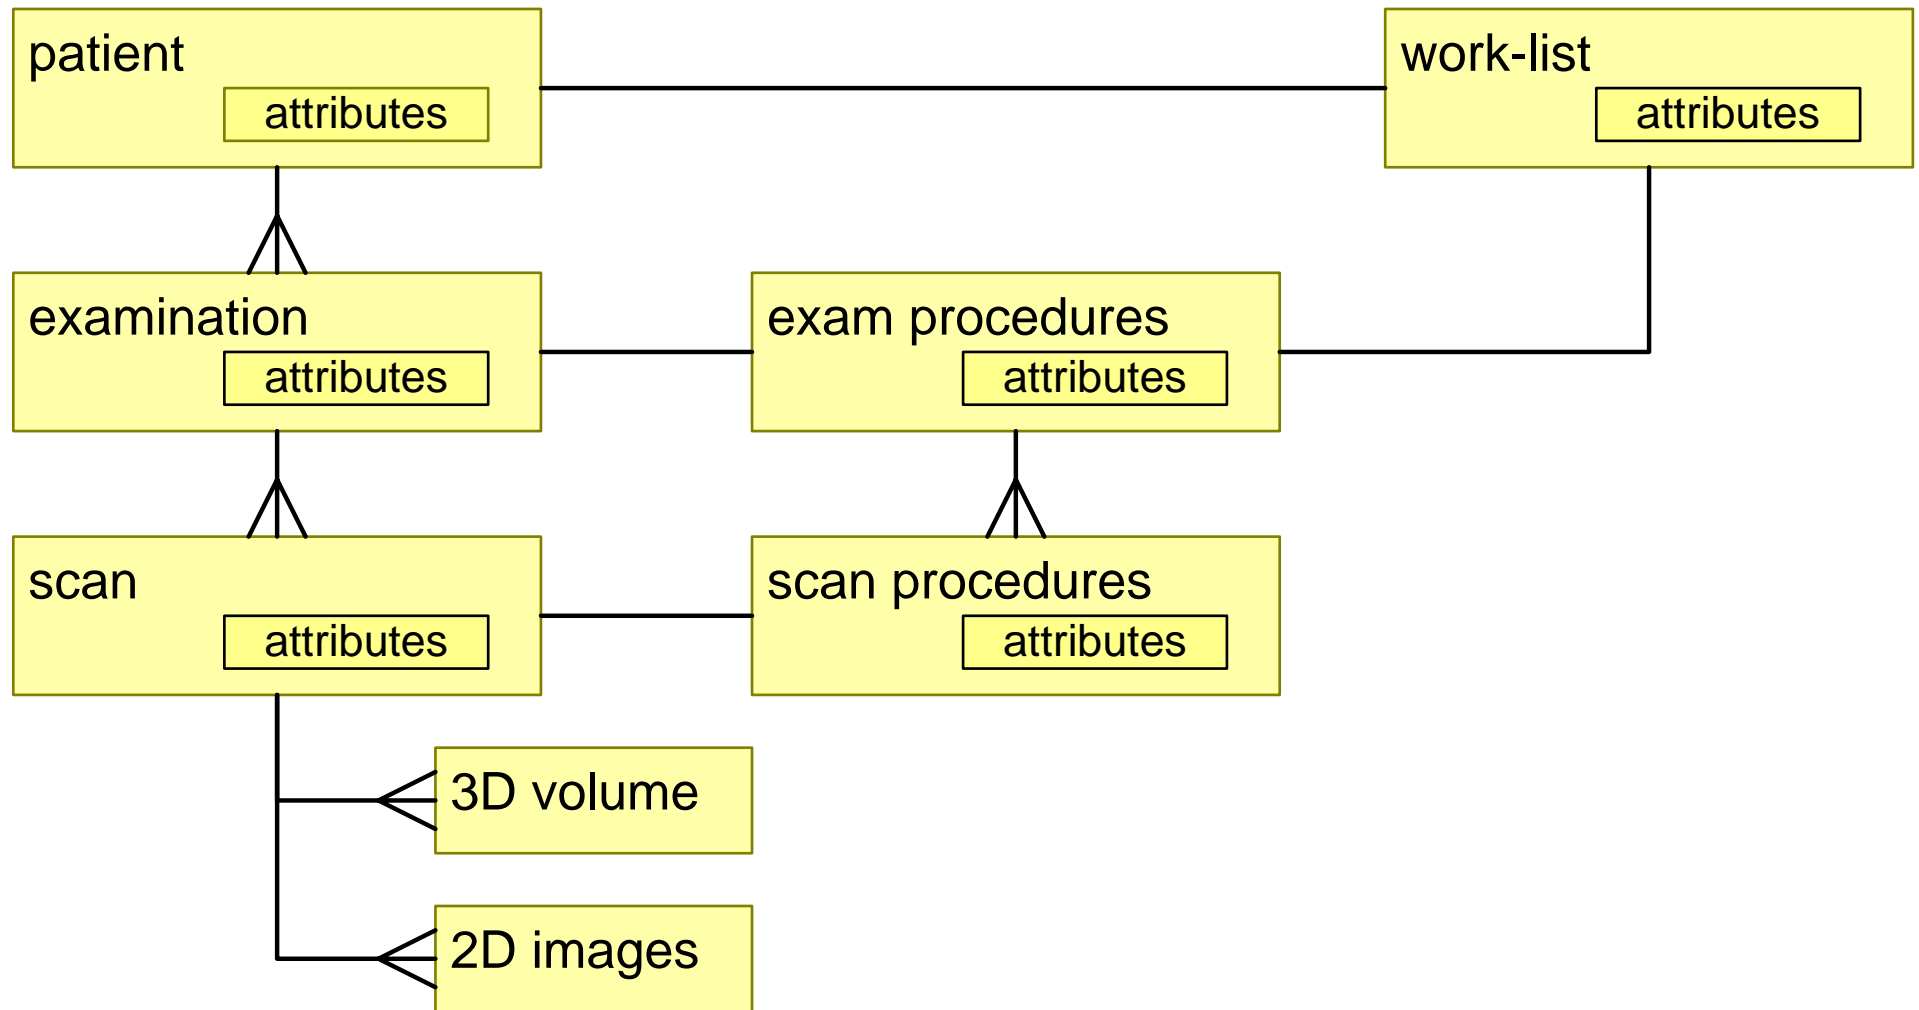 patient
attributes
work-list
attributes
examination
attributes
exam procedures
attributes
scan
attributes
scan procedures
attributes
3D volume
2D images